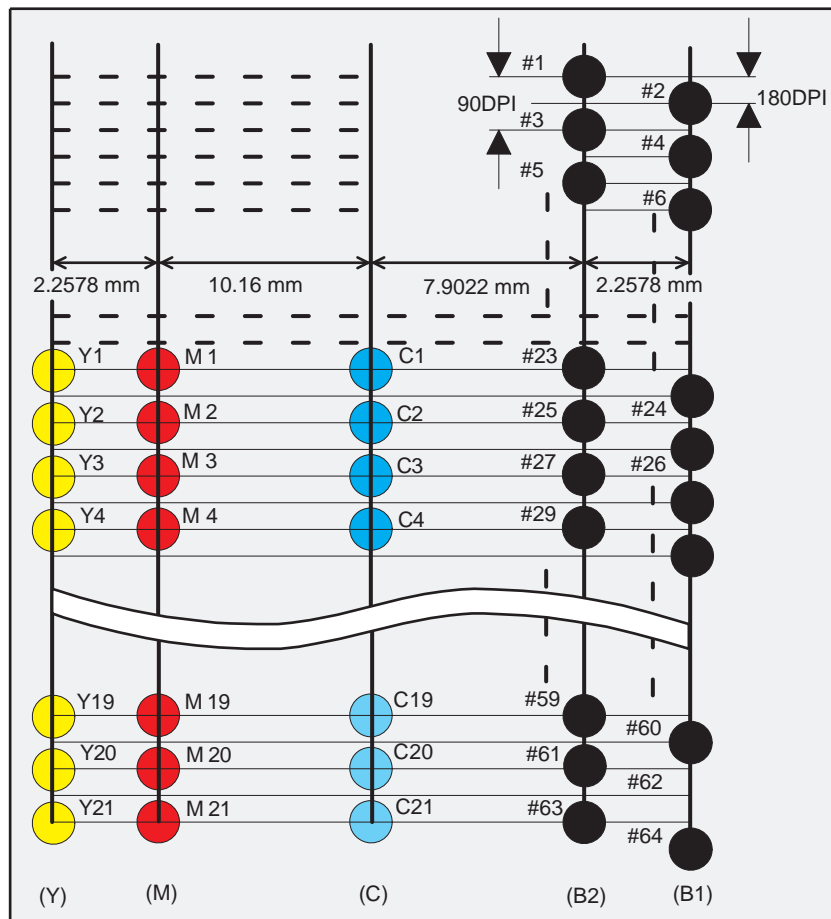 #1
#2
90DPI
180DPI
#3
#4
#5
#6
2.2578 mm
10.16 mm
7.9022 mm
2.2578 mm
Y1
M 1
C1
#23
Y2
M 2
C2
#25
#24
Y3
M 3
C3
#27
#26
Y4
M 4
C4
#29
Y19
M 19
C19
#59
#60
Y20
M 20
C20
#61
#62
Y21
M 21
C21
#63
#64
(Y)
(M)
(C)
(B2)
(B1)